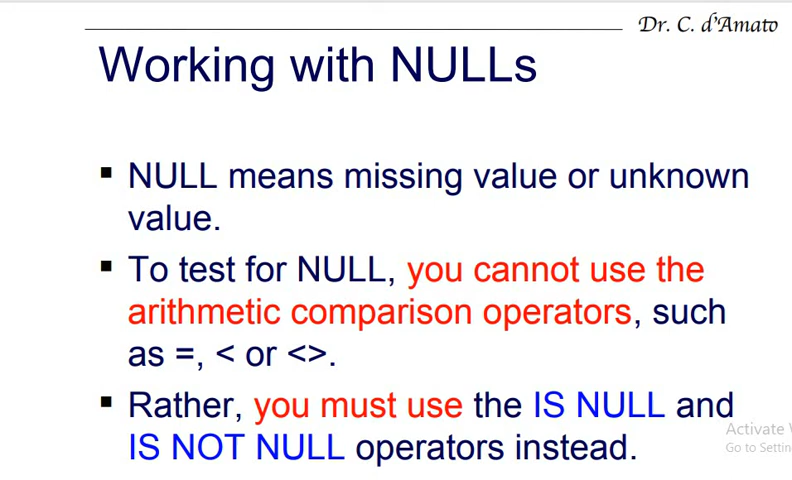 Dr. C. d'Amato
Working with NULLs
▪ NULL means missing value or unknown
value.
▪ To test for NULL, you cannot use the
arithmetic comparison operators, such
as =, < or <>.
▪ Rather, you must use the IS NULL and
IS NOT NULL operators instead.
Activate
Go to Settin